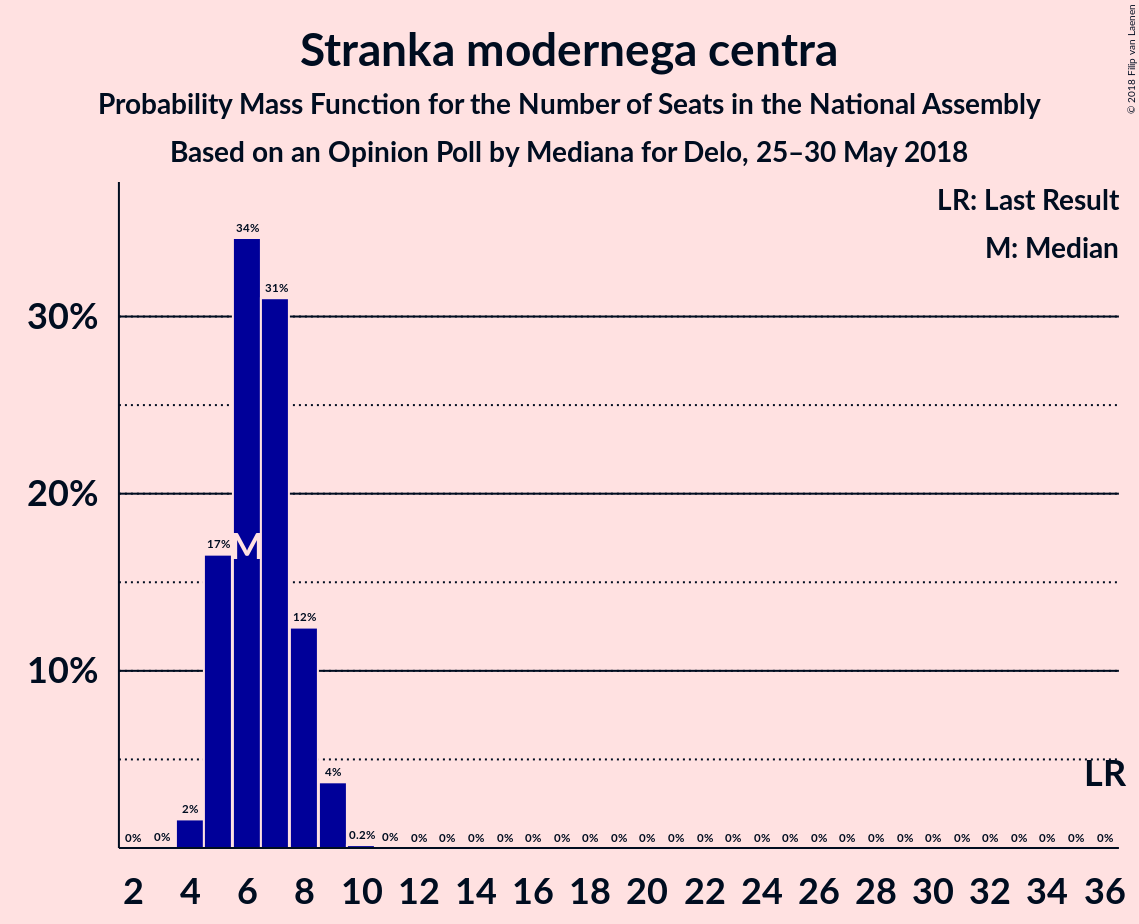 Stranka modernega centra
Probability Mass Function for the Number of Seats in the National Assembly
Based on an Opinion Poll by Mediana for Delo, 25–30 May 2018
© 2018 Filip van Laenen
LR: Last Result
M: Median
34%
31%
30%
20%
17%
M
12%
10%
4%
LR
2%
0% 0% 0.2% 0% 0% 0% 0% 0% 0% 0% 0% 0% 0% 0% 0% 0% 0% 0% 0% 0% 0% 0% 0% 0% 0% 0% 0% 0% 0%
2 4 6 8 10 12 14 16 18 20 22 24 26 28 30 32 34 36